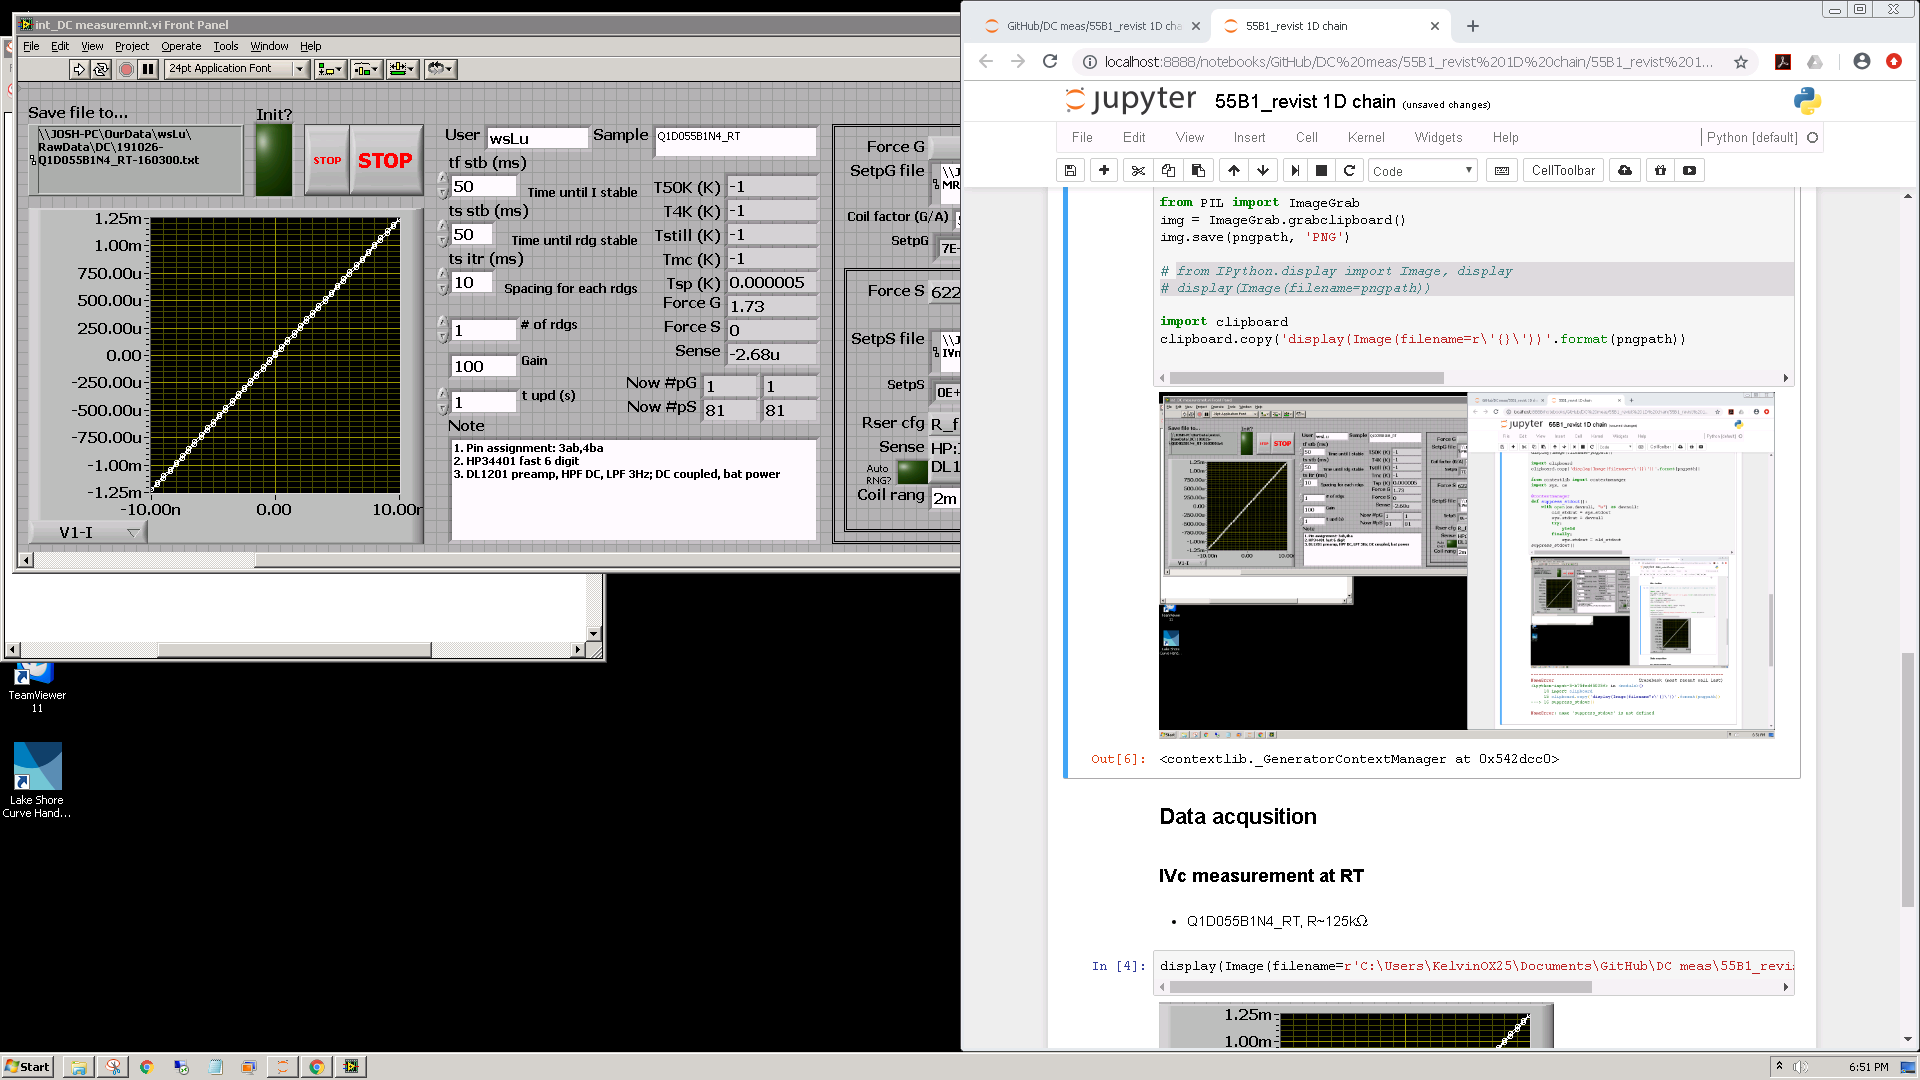 int_DC measuremnt.vi Front Panel
File Edit View Project Operate Tools Window Help
24pt Application Font
Save file to...
Init?
\\JOSH-PC\OurData\wsLu\
RawData\DC\191026-
Q1D055B1N4_RT-160300.txt
STOP STOP
User wsLu Sample Q1D055B1N4_RT
tf stb (ms)
50 Time until I stable
ts stb (ms)
50 Time until rdg stable
ts itr (ms)
10 Spacing for each rdgs
1 # of rdgs
100 Gain
1 t upd (s)
T50K (K) -1
T4K (K) -1
Tstill (K) -1
Tmc (K) -1
Tsp (K) 0.000005
Force G 1.73
Force S 0
Sense -2.68u
Now #pG 1 1
Now #pS 81 81
Note
1. Pin assignment: 3ab,4ba
2. HP34401 fast 6 digit
3. DL1201 preamp, HPF DC, LPF 3Hz; DC coupled, bat power
1.25m
1.00m
750.00u
500.00u
250.00u
0.00
-250.00u
-500.00u
-750.00u
-1.00m
-1.25m
-10.00n 0.00 10.00n
V1-I
Force G
SetpG file \\J
MR
Coil factor (G/A)
SetpG 7E-
Force S 622
SetpS file \\J
IVn
SetpS 0E+
Rser cfg R_f
Sense HP:
Auto
RNG? DL1
Coil rang 2m
TeamViewer
11
Lake Shore
Curve Hand...
Start
GitHub/DC meas/55B1_revist 1D cha
55B1_revist 1D chain
localhost:8888/notebooks/GitHub/DC%20meas/55B1_revist%201D%20chain/55B1_revist%201...
jupyter 55B1_revist 1D chain (unsaved changes)
File Edit View Insert Cell Kernel Widgets Help Python [default]
Code CellToolbar
from PIL import ImageGrab
img = ImageGrab.grabclipboard()
img.save(pngpath, 'PNG')
# from IPython.display import Image, display
# display(Image(filename=pngpath))
import clipboard
clipboard.copy('display(Image(filename=r\'{}\'))'.format(pngpath))
Out[6]: <contextlib._GeneratorContextManager at 0x542dcc0>
Data acqusition
IVc measurement at RT
• Q1D055B1N4_RT, R~125kΩ
In [4]: display(Image(filename=r'C:\Users\KelvinOX25\Documents\GitHub\DC meas\55B1_revis
1.25m
1.00m
6:51 PM